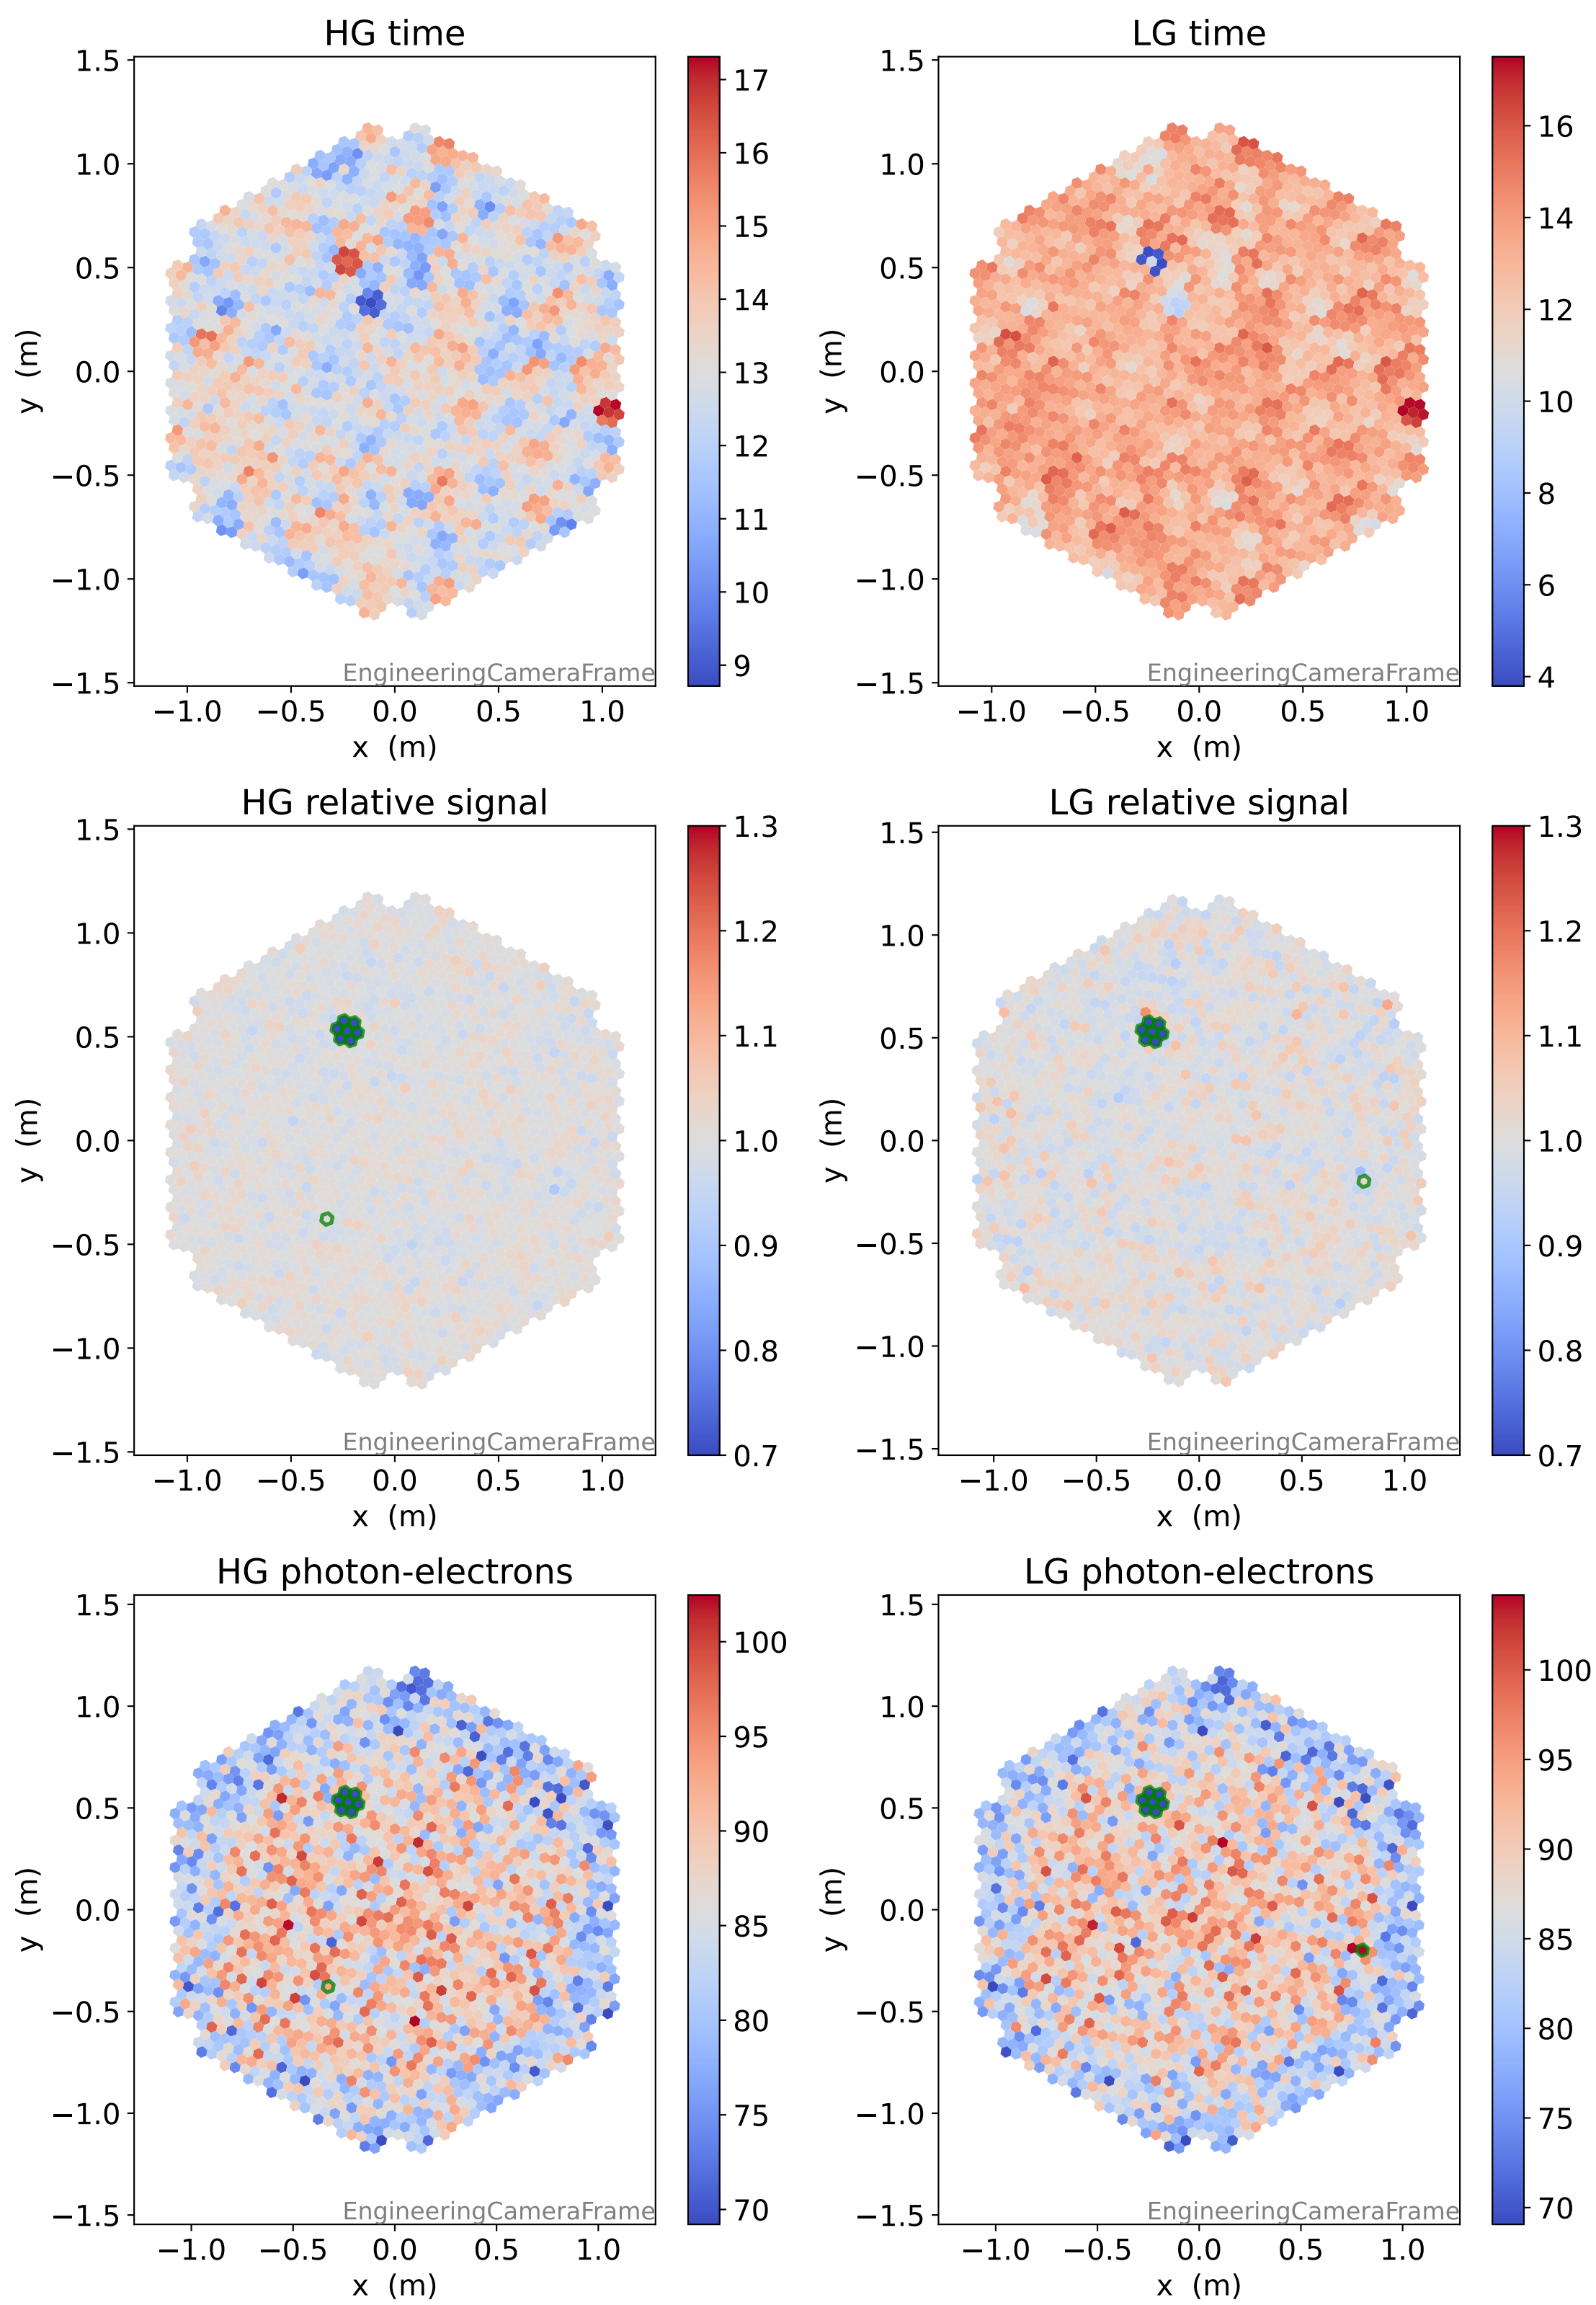 HG time
LG time
1.5
1.0
0.5
0.0
−0.5
−1.0
−1.5
y (m)
−1.0 −0.5 0.0 0.5 1.0
x (m)
EngineeringCameraFrame
17
16
15
14
13
12
11
10
9
1.5
1.0
0.5
0.0
−0.5
−1.0
−1.5
y (m)
−1.0 −0.5 0.0 0.5 1.0
x (m)
EngineeringCameraFrame
16
14
12
10
8
6
4
HG relative signal
LG relative signal
1.5
1.0
0.5
0.0
−0.5
−1.0
−1.5
y (m)
−1.0 −0.5 0.0 0.5 1.0
x (m)
EngineeringCameraFrame
1.3
1.2
1.1
1.0
0.9
0.8
0.7
1.5
1.0
0.5
0.0
−0.5
−1.0
−1.5
y (m)
−1.0 −0.5 0.0 0.5 1.0
x (m)
EngineeringCameraFrame
1.3
1.2
1.1
1.0
0.9
0.8
0.7
HG photon-electrons
LG photon-electrons
1.5
1.0
0.5
0.0
−0.5
−1.0
−1.5
y (m)
−1.0 −0.5 0.0 0.5 1.0
x (m)
EngineeringCameraFrame
100
95
90
85
80
75
70
1.5
1.0
0.5
0.0
−0.5
−1.0
−1.5
y (m)
−1.0 −0.5 0.0 0.5 1.0
x (m)
EngineeringCameraFrame
100
95
90
85
80
75
70